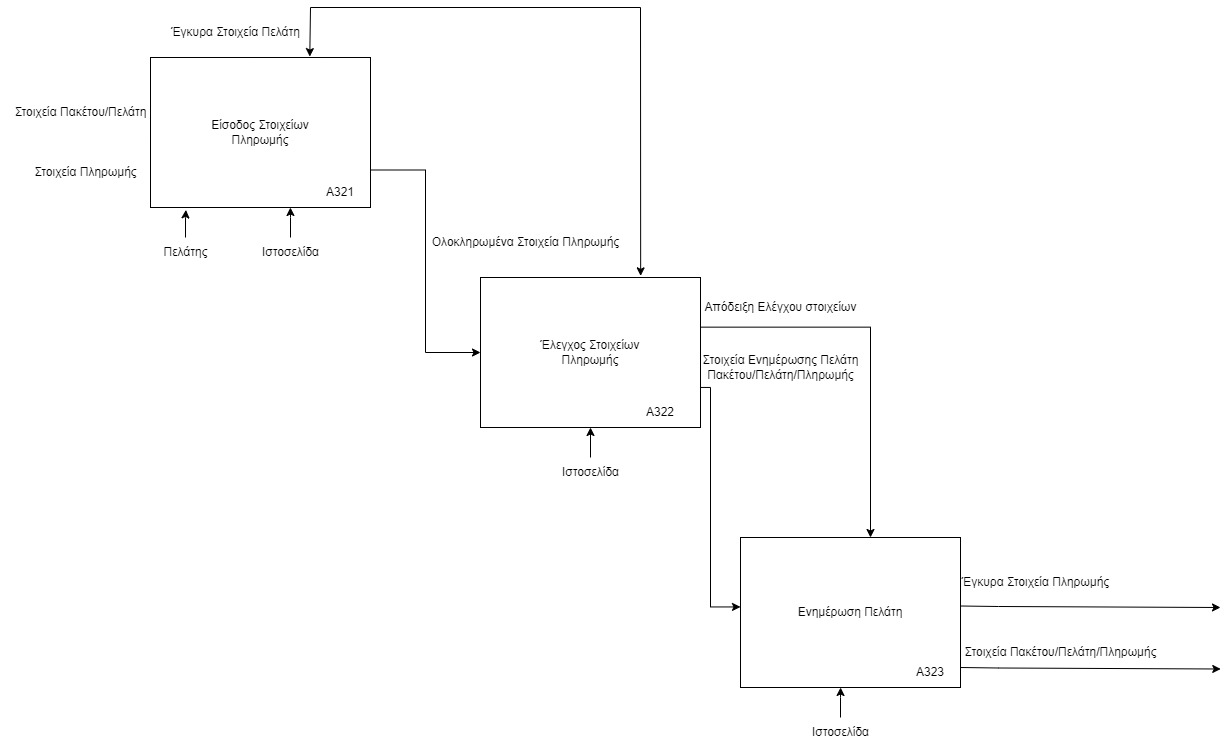 Έγκυρα Στοιχεία Πελάτη
Στοιχεία Πακέτου/Πελάτη
Είσοδος Στοιχείων
Πληρωμής
Στοιχεία Πληρωμής
A321
Πελάτης
Ιστοσελίδα
Ολοκληρωμένα Στοιχεία Πληρωμής
Απόδειξη Ελέγχου στοιχείων
Έλεγχος Στοιχείων
Πληρωμής
Στοιχεία Ενημέρωσης Πελάτη
Πακέτου/Πελάτη/Πληρωμής
A322
Ιστοσελίδα
Έγκυρα Στοιχεία Πληρωμής
Ενημέρωση Πελάτη
Στοιχεία Πακέτου/Πελάτη/Πληρωμής
A323
Ιστοσελίδα